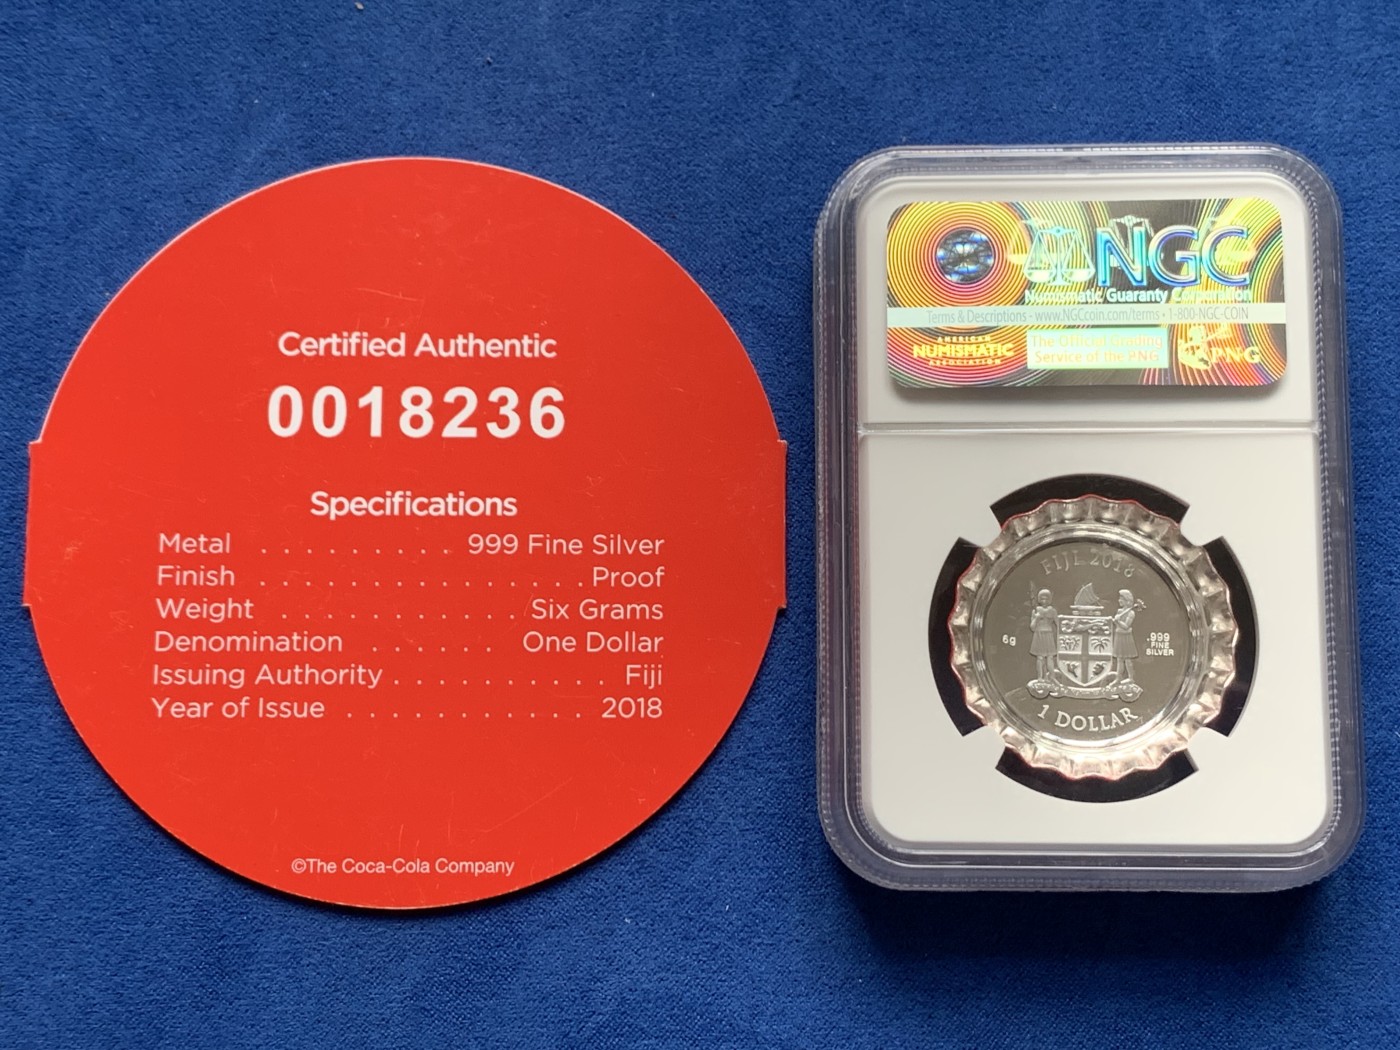 Certified Authentic
0018236
Specifications
Metal . . . . . . . . . . 999 Fine Silver
Finish . . . . . . . . . . . . . . . . . Proof
Weight . . . . . . . . . . . . Six Grams
Denomination . . . . . . One Dollar
Issuing Authority . . . . . . . . . . . Fiji
Year of Issue . . . . . . . . . . . . 2018
©The Coca-Cola Company
NGC
Numismatic Guaranty Corporation
Terms & Descriptions - www.NGCcoin.com/terms • 1-800-NGC-COIN
AMERICAN
NUMISMATIC
ASSOCIATION
The Official Grading
Service of the PNG
PNG
FIJI 2018
6g
.999
FINE
SILVER
1 DOLLAR